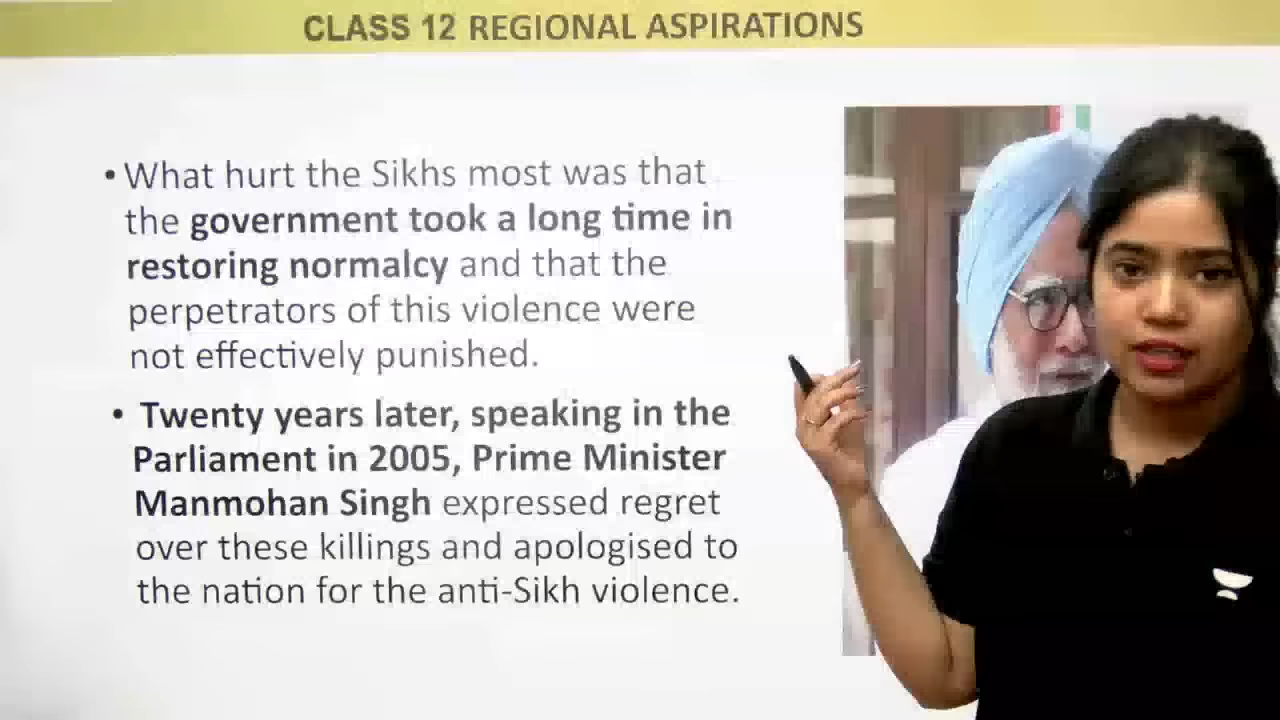 CLASS 12 REGIONAL ASPIRATIONS
• What hurt the Sikhs most was that
the government took a long time in
restoring normalcy and that the
perpetrators of this violence were
not effectively punished.
• Twenty years later, speaking in the
Parliament in 2005, Prime Minister
Manmohan Singh expressed regret
over these killings and apologised to
the nation for the anti-Sikh violence.